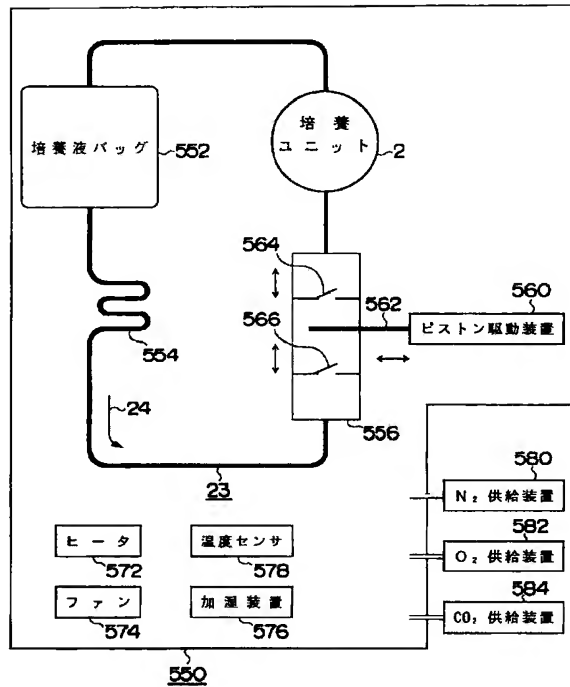 培養液バッグ
552
培養
ユニット
2
564
562
566
560
ピストン駆動装置
554
24
556
23
580
N₂ 供給装置
582
O₂ 供給装置
584
CO₂ 供給装置
ヒータ
572
温度センサ
578
ファン
574
加湿装置
576
550